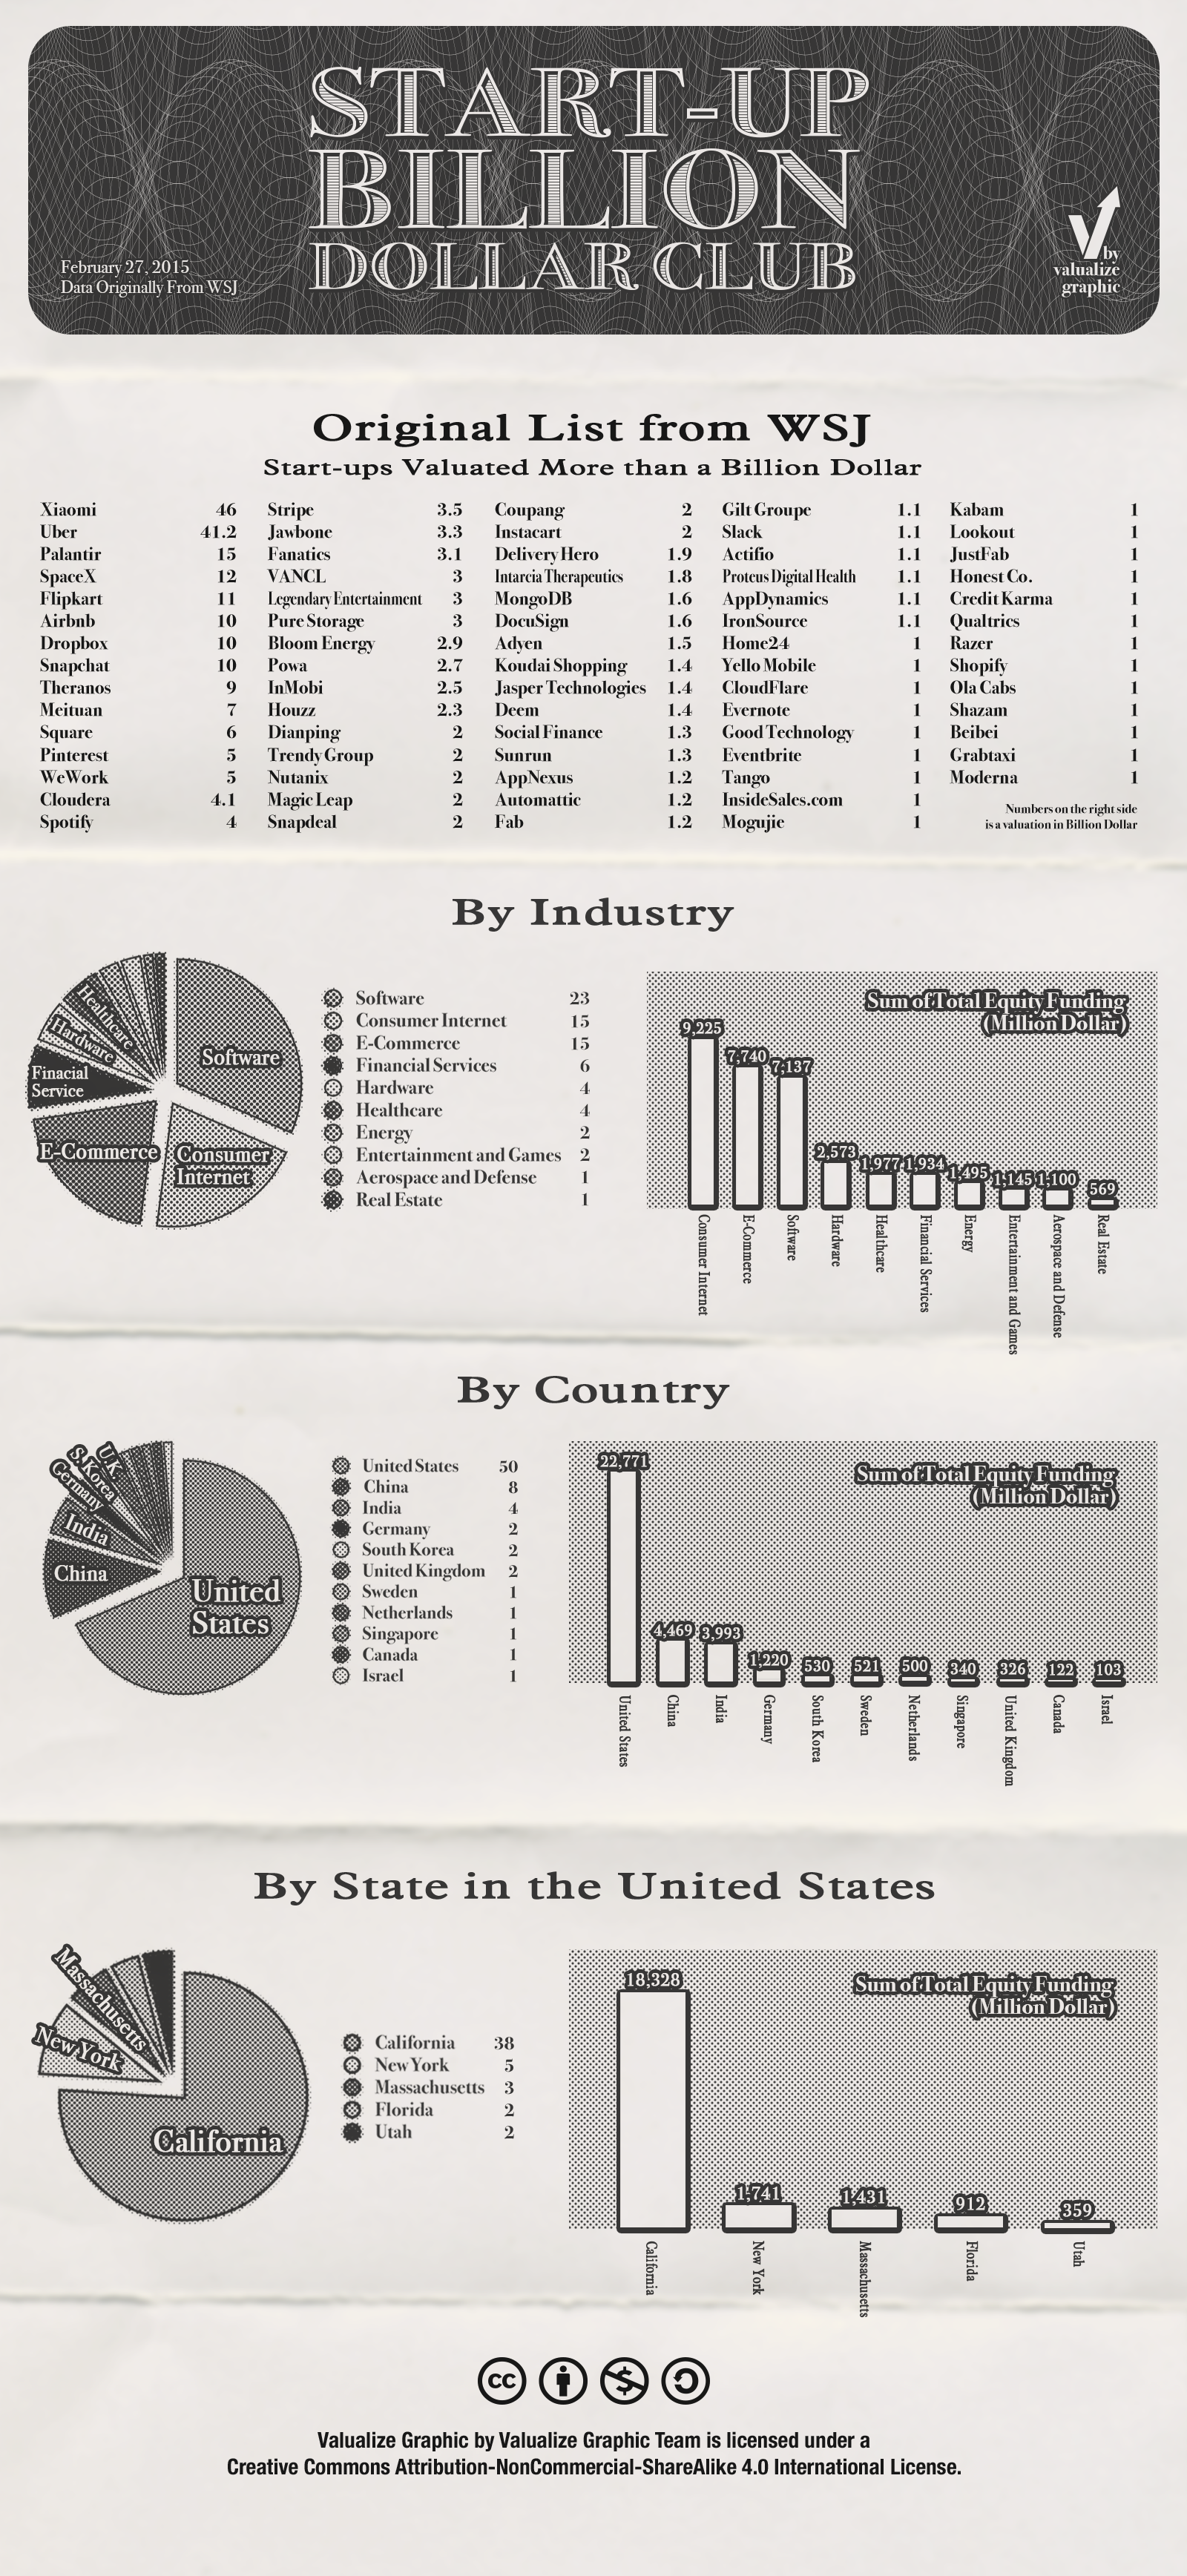 START-UP
BILLION
DOLLAR CLUB
February 27, 2015
Data Originally From WSJ
by
valualize
graphic
Original List from WSJ
Start-ups Valuated More than a Billion Dollar
Xiaomi 46
Uber 41.2
Palantir 15
SpaceX 12
Flipkart 11
Airbnb 10
Dropbox 10
Snapchat 10
Theranos 9
Meituan 7
Square 6
Pinterest 5
WeWork 5
Cloudera 4.1
Spotify 4
Stripe 3.5
Jawbone 3.3
Fanatics 3.1
VANCL 3
Legendary Entertainment 3
Pure Storage 3
Bloom Energy 2.9
Powa 2.7
InMobi 2.5
Houzz 2.3
Dianping 2
Trendy Group 2
Nutanix 2
Magic Leap 2
Snapdeal 2
Coupang 2
Instacart 2
Delivery Hero 1.9
Intarcia Therapeutics 1.8
MongoDB 1.6
DocuSign 1.6
Adyen 1.5
Koudai Shopping 1.4
Jasper Technologies 1.4
Deem 1.4
Social Finance 1.3
Sunrun 1.3
AppNexus 1.2
Automattic 1.2
Fab 1.2
Gilt Groupe 1.1
Slack 1.1
Actifio 1.1
Proteus Digital Health 1.1
AppDynamics 1.1
IronSource 1.1
Home24 1
Yello Mobile 1
CloudFlare 1
Evernote 1
Good Technology 1
Eventbrite 1
Tango 1
InsideSales.com 1
Mogujie 1
Kabam 1
Lookout 1
JustFab 1
Honest Co. 1
Credit Karma 1
Qualtrics 1
Razer 1
Shopify 1
Ola Cabs 1
Shazam 1
Beibei 1
Grabtaxi 1
Moderna 1
Numbers on the right side
is a valuation in Billion Dollar
By Industry
Healthcare
Hardware
Finacial
Service
E-Commerce
Consumer
Internet
Software
Software 23
Consumer Internet 15
E-Commerce 15
Financial Services 6
Hardware 4
Healthcare 4
Energy 2
Entertainment and Games 2
Aerospace and Defense 1
Real Estate 1
Sum of Total Equity Funding
(Million Dollar)
9,225
7,740
7,137
2,573
1,977
1,934
1,495
1,145
1,100
569
Consumer Internet
E-Commerce
Software
Hardware
Healthcare
Financial Services
Energy
Entertainment and Games
Aerospace and Defense
Real Estate
By Country
U.K.
S.Korea
Germany
India
China
United
States
United States 50
China 8
India 4
Germany 2
South Korea 2
United Kingdom 2
Sweden 1
Netherlands 1
Singapore 1
Canada 1
Israel 1
Sum of Total Equity Funding
(Million Dollar)
22,771
4,469
3,993
1,220
530
521
500
340
326
122
103
United States
China
India
Germany
South Korea
Sweden
Netherlands
Singapore
United Kingdom
Canada
Israel
By State in the United States
Massachusetts
New York
California
California 38
New York 5
Massachusetts 3
Florida 2
Utah 2
Sum of Total Equity Funding
(Million Dollar)
18,328
1,741
1,431
912
359
California
New York
Massachusetts
Florida
Utah
cc
Valualize Graphic by Valualize Graphic Team is licensed under a
Creative Commons Attribution-NonCommercial-ShareAlike 4.0 International License.